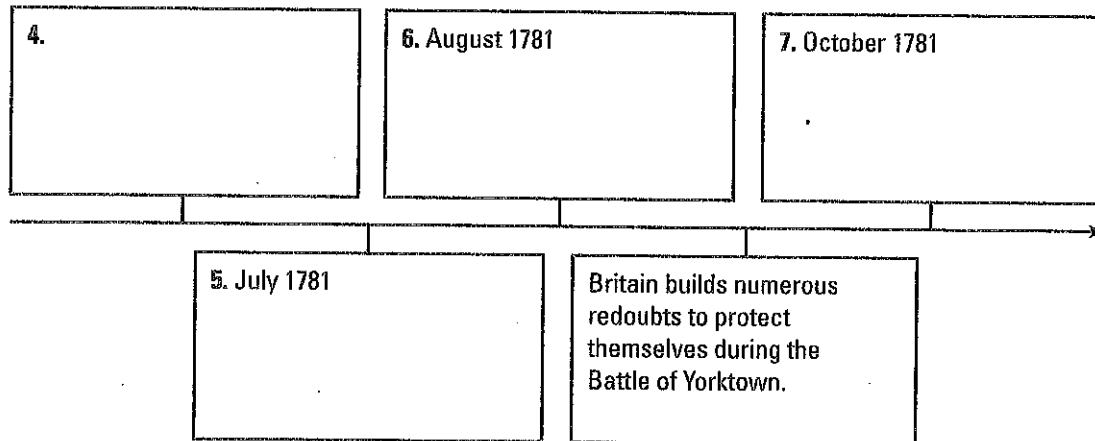 4.
6. August 1781
7. October 1781
5. July 1781
Britain builds numerous
redoubts to protect
themselves during the
Battle of Yorktown.